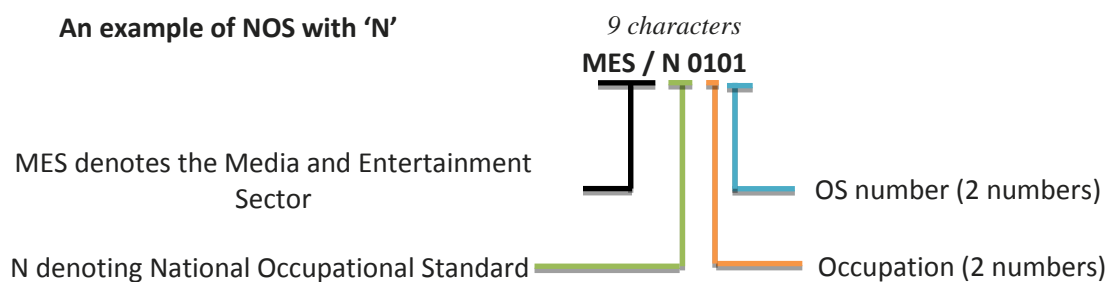 An example of NOS with ‘N’
9 characters
MES / N 0101
MES denotes the Media and Entertainment
Sector
OS number (2 numbers)
N denoting National Occupational Standard
Occupation (2 numbers)